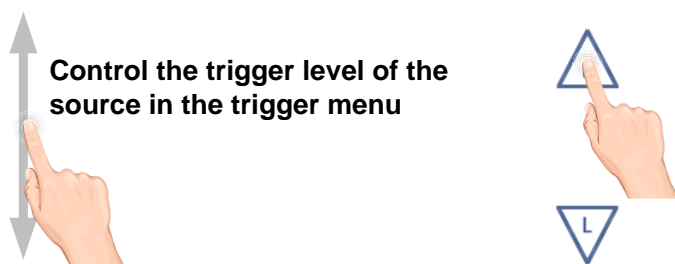 Control the trigger level of the
source in the trigger menu
L